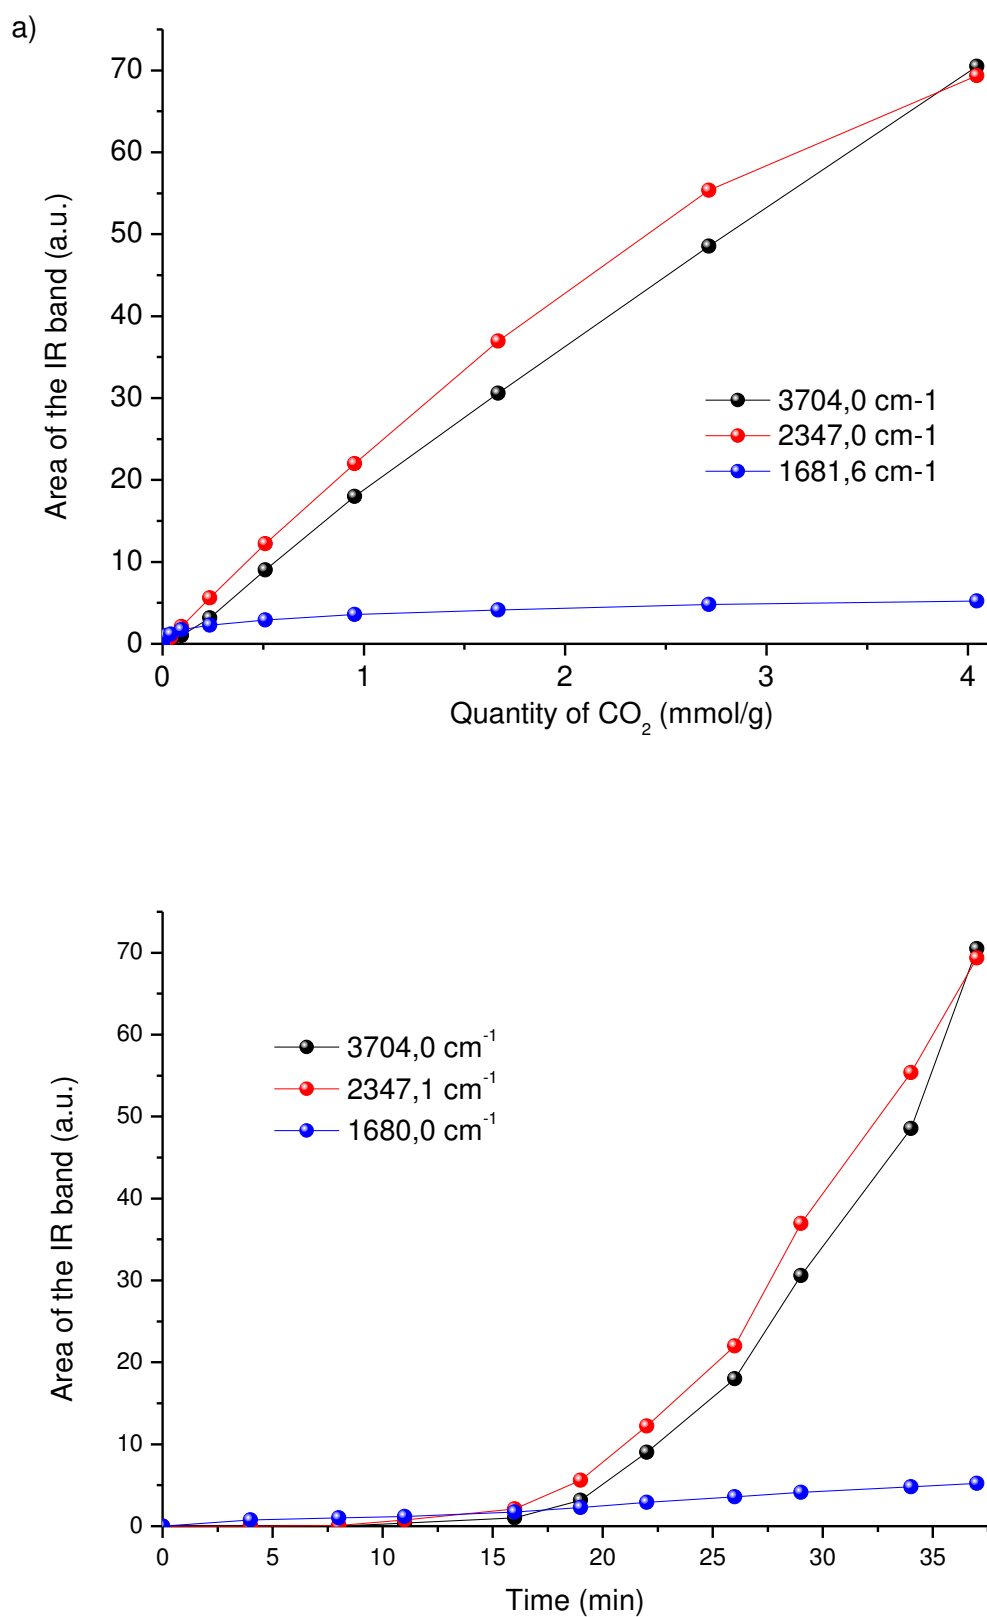 a)
70
60
50
40
30
20
10
0
Area of the IR band (a.u.)
3704,0 cm-1
2347,0 cm-1
1681,6 cm-1
0 1 2 3 4
Quantity of CO₂ (mmol/g)
70
60
50
40
30
20
10
0
Area of the IR band (a.u.)
3704,0 cm⁻¹
2347,1 cm⁻¹
1680,0 cm⁻¹
0 5 10 15 20 25 30 35
Time (min)